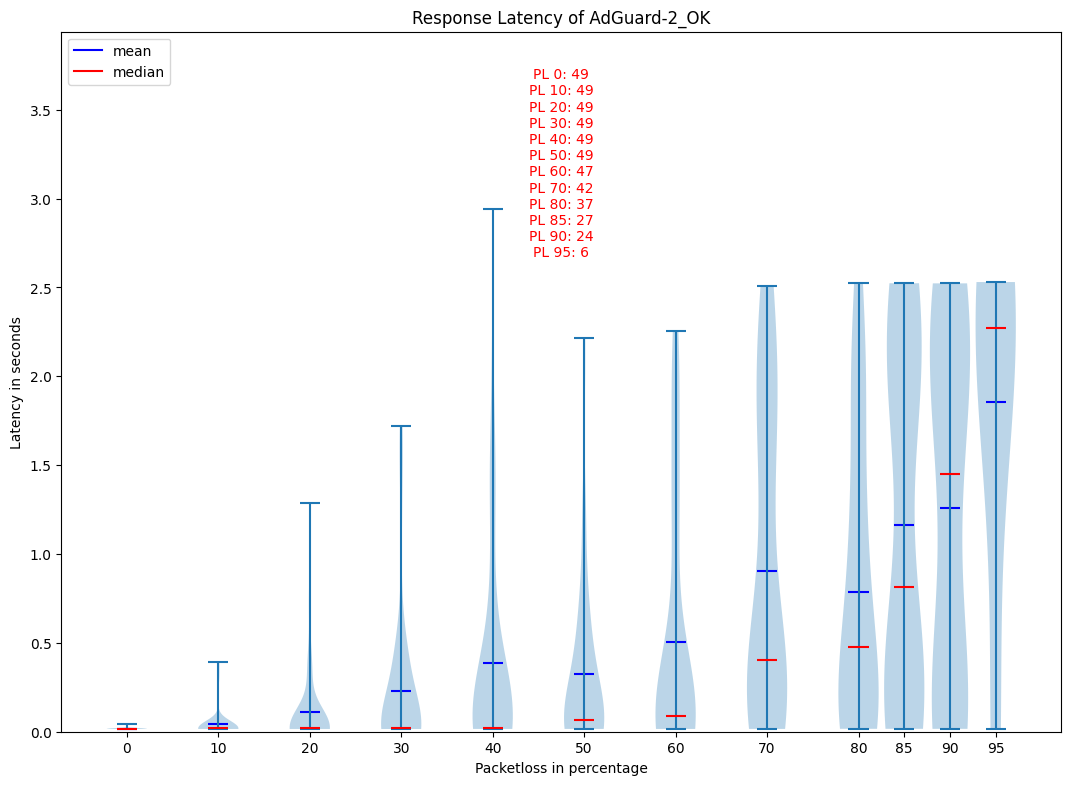 Response Latency of AdGuard-2_OK
mean
median
PL 0: 49
PL 10: 49
PL 20: 49
PL 30: 49
PL 40: 49
PL 50: 49
PL 60: 47
PL 70: 42
PL 80: 37
PL 85: 27
PL 90: 24
PL 95: 6
Latency in seconds
3.5
3.0
2.5
2.0
1.5
1.0
0.5
0.0
0 10 20 30 40 50 60 70 80 85 90 95
Packetloss in percentage